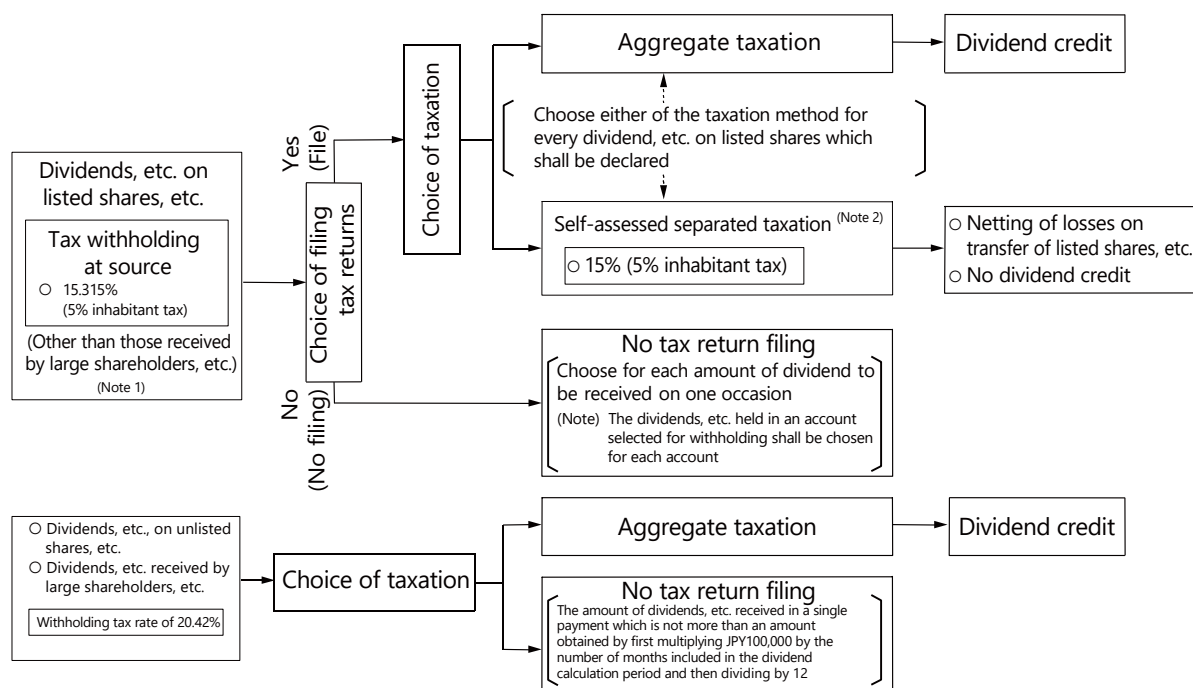 Dividends, etc. on
listed shares, etc.
Tax withholding
at source
○ 15.315%
(5% inhabitant tax)
(Other than those received
by large shareholders, etc.)
(Note 1)
Yes
(File)
Choice of filing
tax returns
No
(No filing)
Choice of taxation
Aggregate taxation
Dividend credit
Choose either of the taxation method for
every dividend, etc. on listed shares which
shall be declared
Self-assessed separated taxation (Note 2)
○ 15% (5% inhabitant tax)
○ Netting of losses on
transfer of listed shares, etc.
○ No dividend credit
No tax return filing
Choose for each amount of dividend to
be received on one occasion
(Note) The dividends, etc. held in an account
selected for withholding shall be chosen
for each account
○ Dividends, etc., on unlisted
shares, etc.
○ Dividends, etc. received by
large shareholders, etc.
Withholding tax rate of 20.42%
Choice of taxation
Aggregate taxation
Dividend credit
No tax return filing
The amount of dividends, etc. received in a single
payment which is not more than an amount
obtained by first multiplying JPY100,000 by the
number of months included in the dividend
calculation period and then dividing by 12